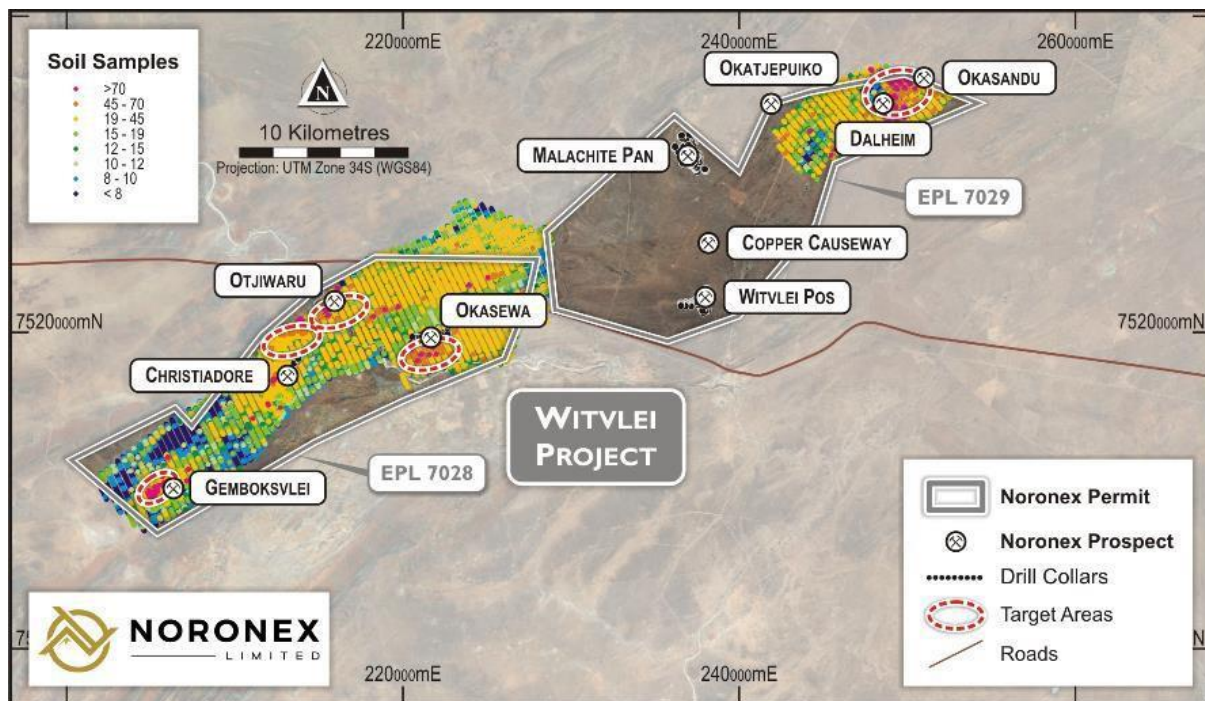 220000mE
240000mE
260000mE
Soil Samples
>70
45 - 70
19 - 45
15 - 19
12 - 15
10 - 12
8 - 10
< 8
N
10 Kilometres
Projection: UTM Zone 34S (WGS84)
OKATJEPUIKO
OKASANDU
DALHEIM
MALACHITE PAN
EPL 7029
COPPER CAUSEWAY
WITVLEI POS
OTJIWARU
OKASEWA
7520000mN
7520000mN
CHRISTIADORE
WITVLEI
PROJECT
EPL 7028
GEMBOKSVLEI
Noronex Permit
Noronex Prospect
Drill Collars
Target Areas
Roads
NORONEX
LIMITED
220000mE
240000mE